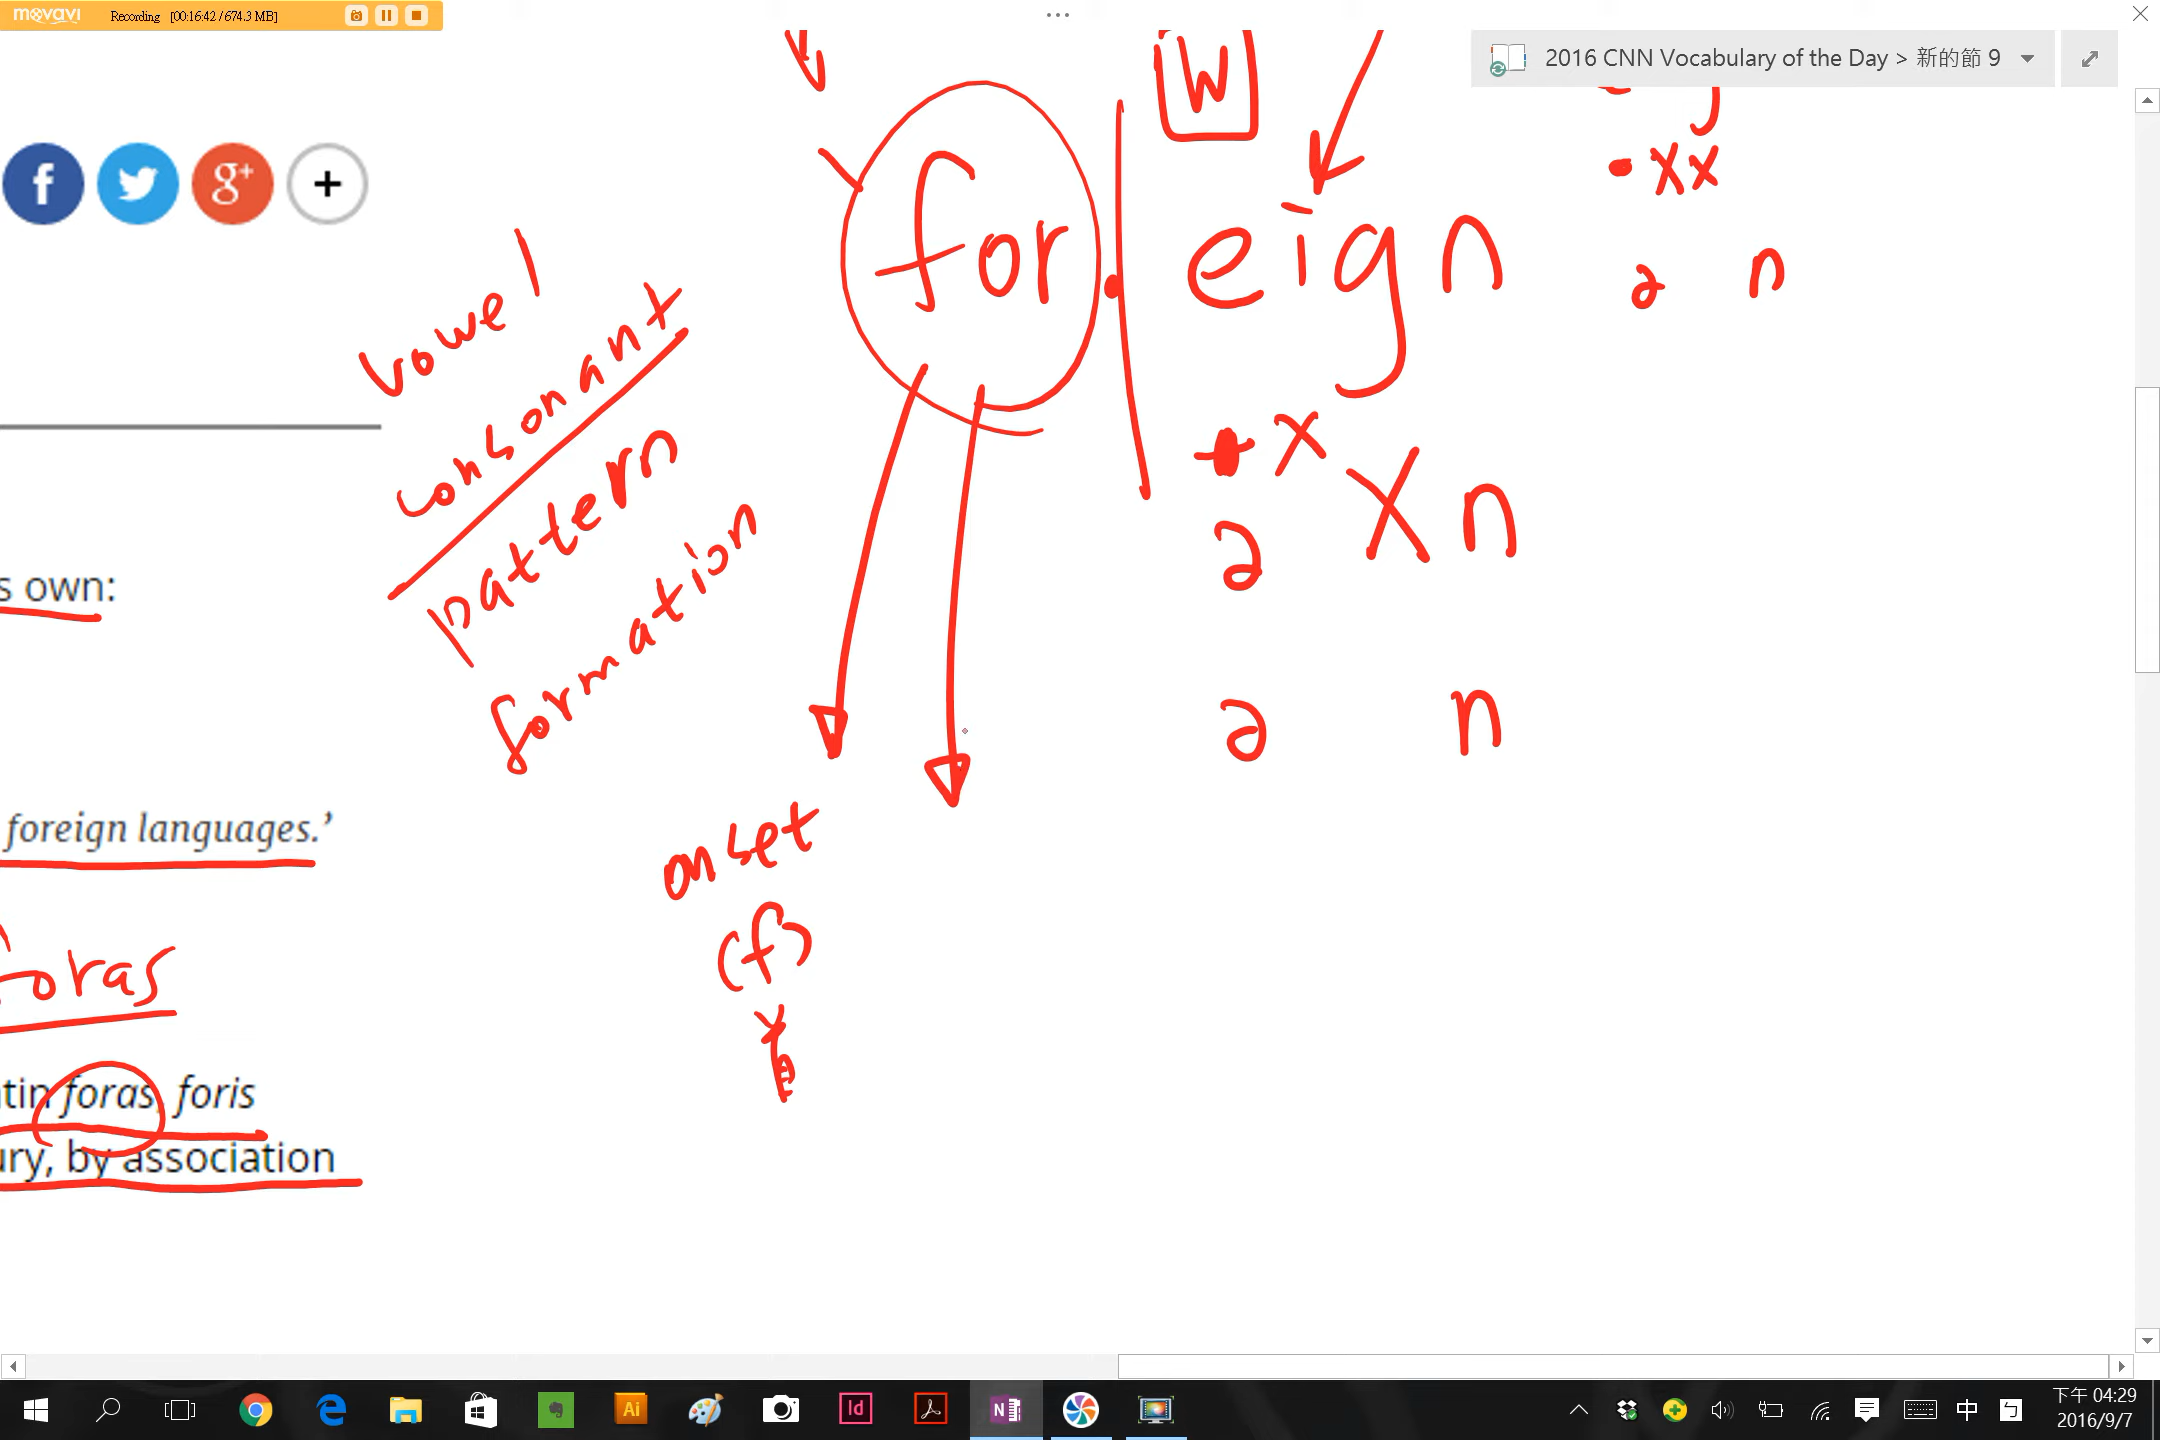 movavi Recording [00:16:42 / 674.3 MB]
2016 CNN Vocabulary of the Day > 新的節 9
W
xx
for.eign
ə n
vowel
consonant
pattern
formation
x
ə X n
ə n
s own:
foreign languages.’
onset
(f)
foras
tin foras, foris
ury, by association
下午 04:29
2016/9/7
中
ㄅ